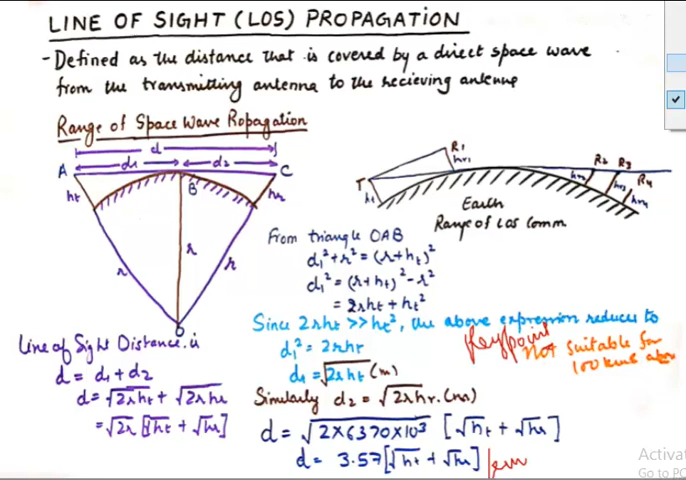 LINE OF SIGHT (LOS) PROPAGATION
- Defined as the distance that is covered by a direct space wave
from the transmitting antenna to the recieving antenna
Range of Space Wave Ropagation
d
A d1 d2 C
ht B hr
r r r
O
T ht R1 hr1 R2 hr2 R3 hr3 R4 hr4
Earth
Range of LOS Comm
From triangle OAB
d1² + r² = (r+ht)²
d1² = (r+ht)² - r²
= 2rht + ht²
Since 2rht >> ht², the above expression reduces to
d1² = 2rht
d1 = √2rht (m)
Similarly d2 = √2rhr. (m)
d = √2×6370×10³ [√ht + √hr]
d = 3.57[√ht + √hr] km
Line of Sight Distance is
d = d1 + d2
d = √2rht + √2rhr
= √2r [√ht + √hr]
Keypoint
Not suitable for
100 kms
Activat
Go to PC